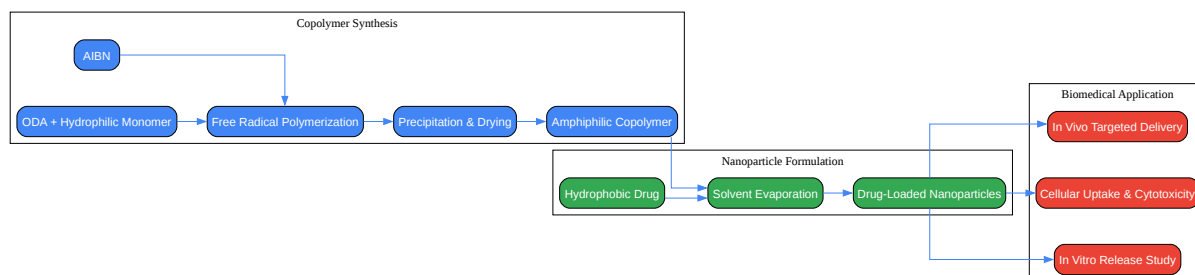 Copolymer Synthesis
AIBN
ODA + Hydrophilic Monomer
Free Radical Polymerization
Precipitation & Drying
Amphiphilic Copolymer
Nanoparticle Formulation
Hydrophobic Drug
Solvent Evaporation
Drug-Loaded Nanoparticles
Biomedical Application
In Vivo Targeted Delivery
Cellular Uptake & Cytotoxicity
In Vitro Release Study